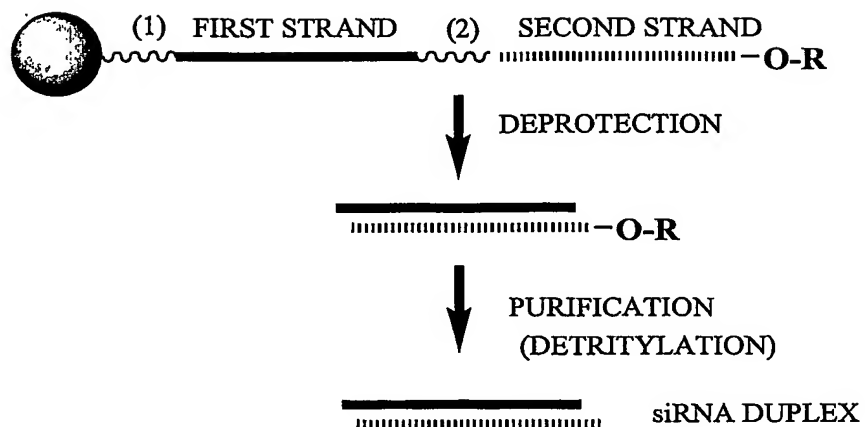 (1) FIRST STRAND (2) SECOND STRAND
O-R
DEPROTECTION
O-R
PURIFICATION
(DETRITYLATION)
siRNA DUPLEX